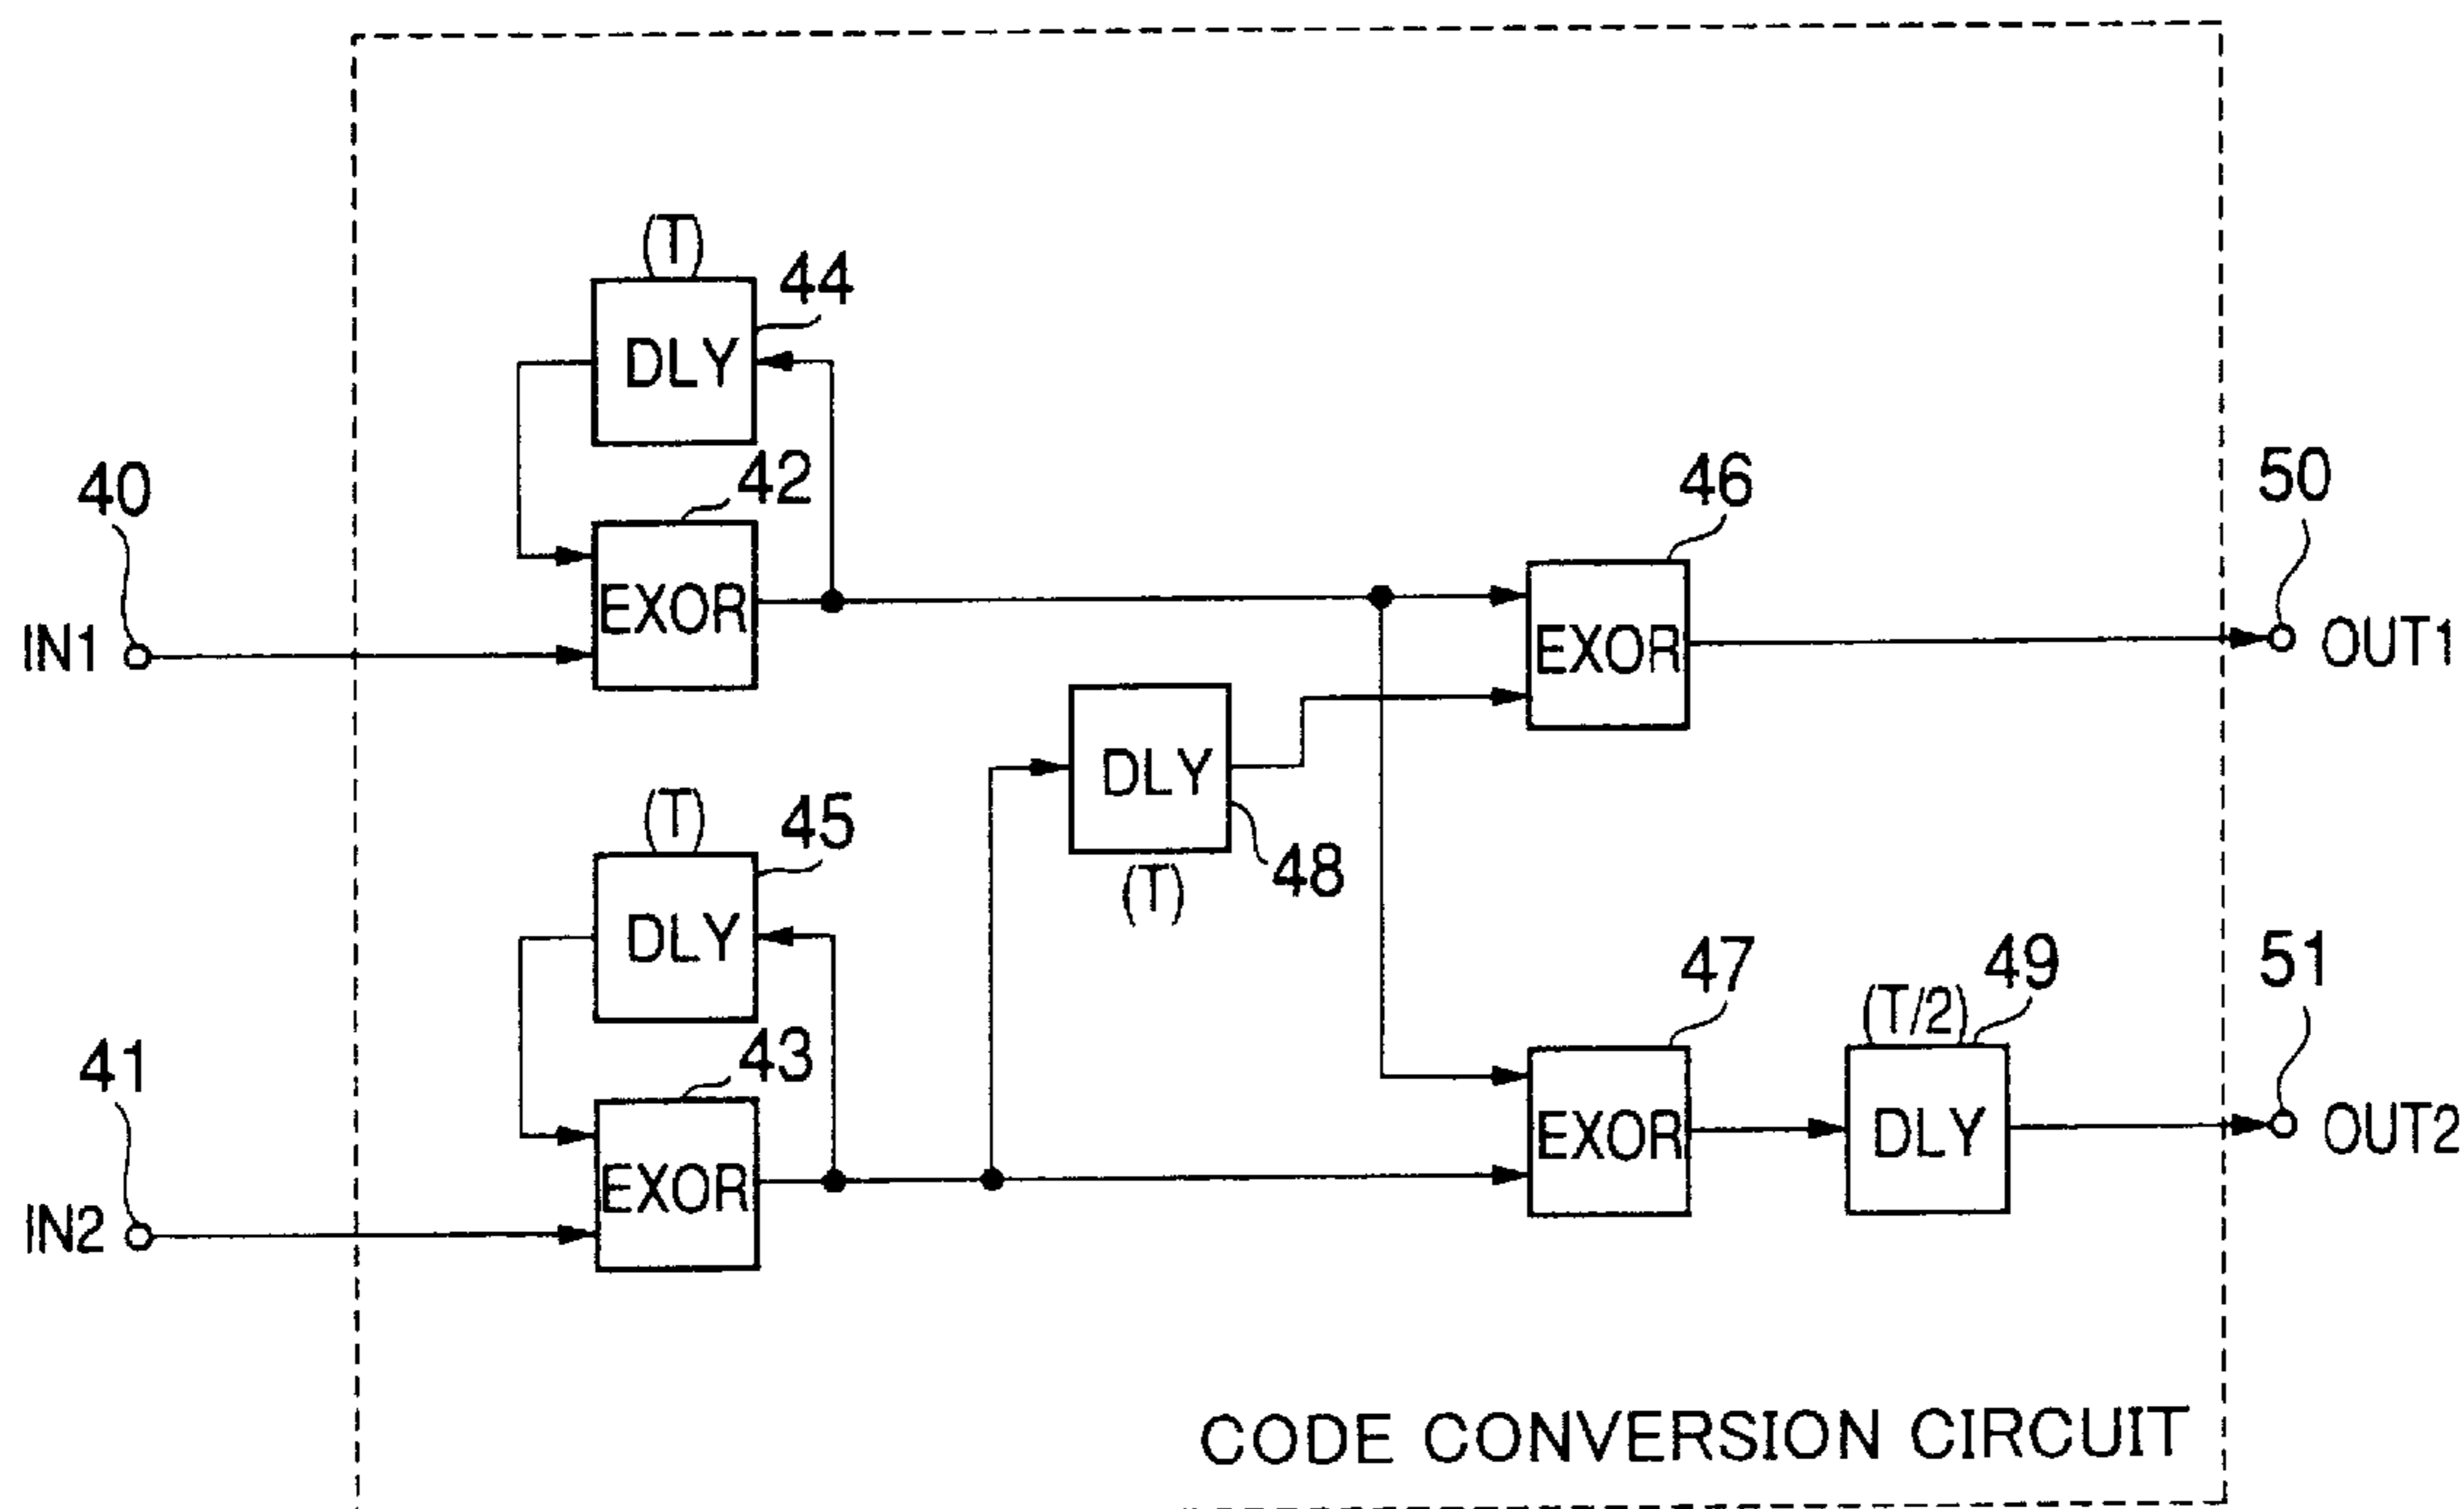 (T)
44
DLY
42
40
EXOR
IN1
46
50
EXOR
OUT1
DLY
48
(T)
(T)
45
DLY
43
41
EXOR
IN2
47
(T/2)
49
51
EXOR
DLY
OUT2
CODE CONVERSION CIRCUIT